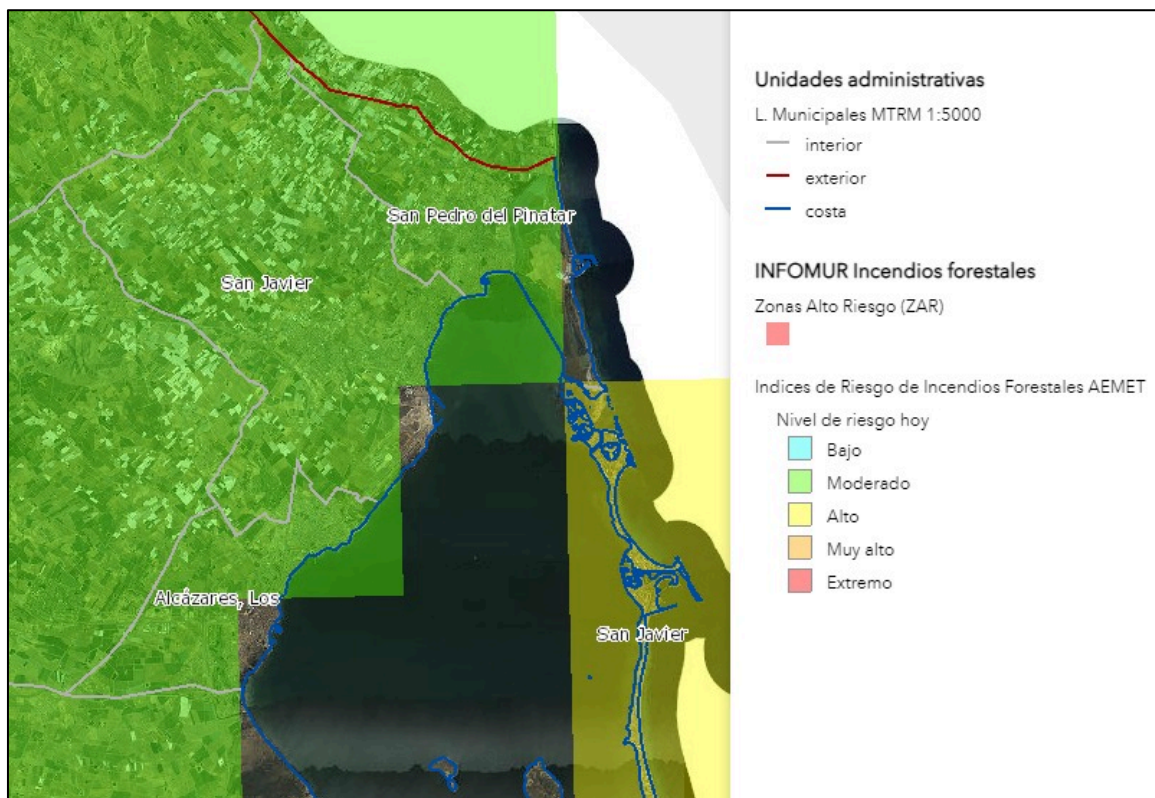 San Pedro del Pinatar
San Javier
Alcázares, Los
San Javier
Unidades administrativas
L. Municipales MTRM 1:5000
interior
exterior
costa
INFOMUR Incendios forestales
Zonas Alto Riesgo (ZAR)
Indices de Riesgo de Incendios Forestales AEMET
Nivel de riesgo hoy
Bajo
Moderado
Alto
Muy alto
Extremo